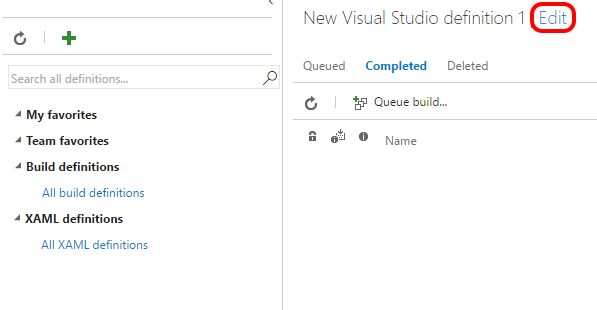 Search all definitions...
My favorites
Team favorites
Build definitions
All build definitions
XAML definitions
All XAML definitions
New Visual Studio definition 1 Edit
Queued Completed Deleted
Queue build...
Name